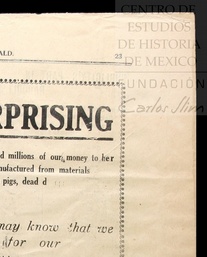 CENTRO DE
ESTUDIOS
DE HISTORIA
DE MEXICO
FUNDACIÓN
Carlos Slim
ALD.
23
RPRISING
d millions of our money to her
nufactured from materials
pigs, dead d
may know that we
for our